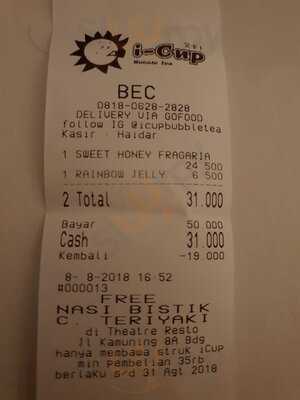 i-Cup
Bubble Tea
BEC
0818-0628-2828
DELIVERY VIA GOFOOD
follow IG @icupbubbletea
Kasir : Haidar
1 SWEET HONEY FRAGARIA
24 500
1 RAINBOW JELLY 6 500
2 Total 31.000
Bayar 50.000
Cash 31.000
Kembali -19.000
8- 8-2018 16 52
#000013
FREE
NASI BISTIK
C. TERIYAKI
di Theatre Resto
Jl Kamuning 8A Bdg
hanya membawa struk iCup
min pembelian 35rb
berlaku s/d 31 Agt 2018